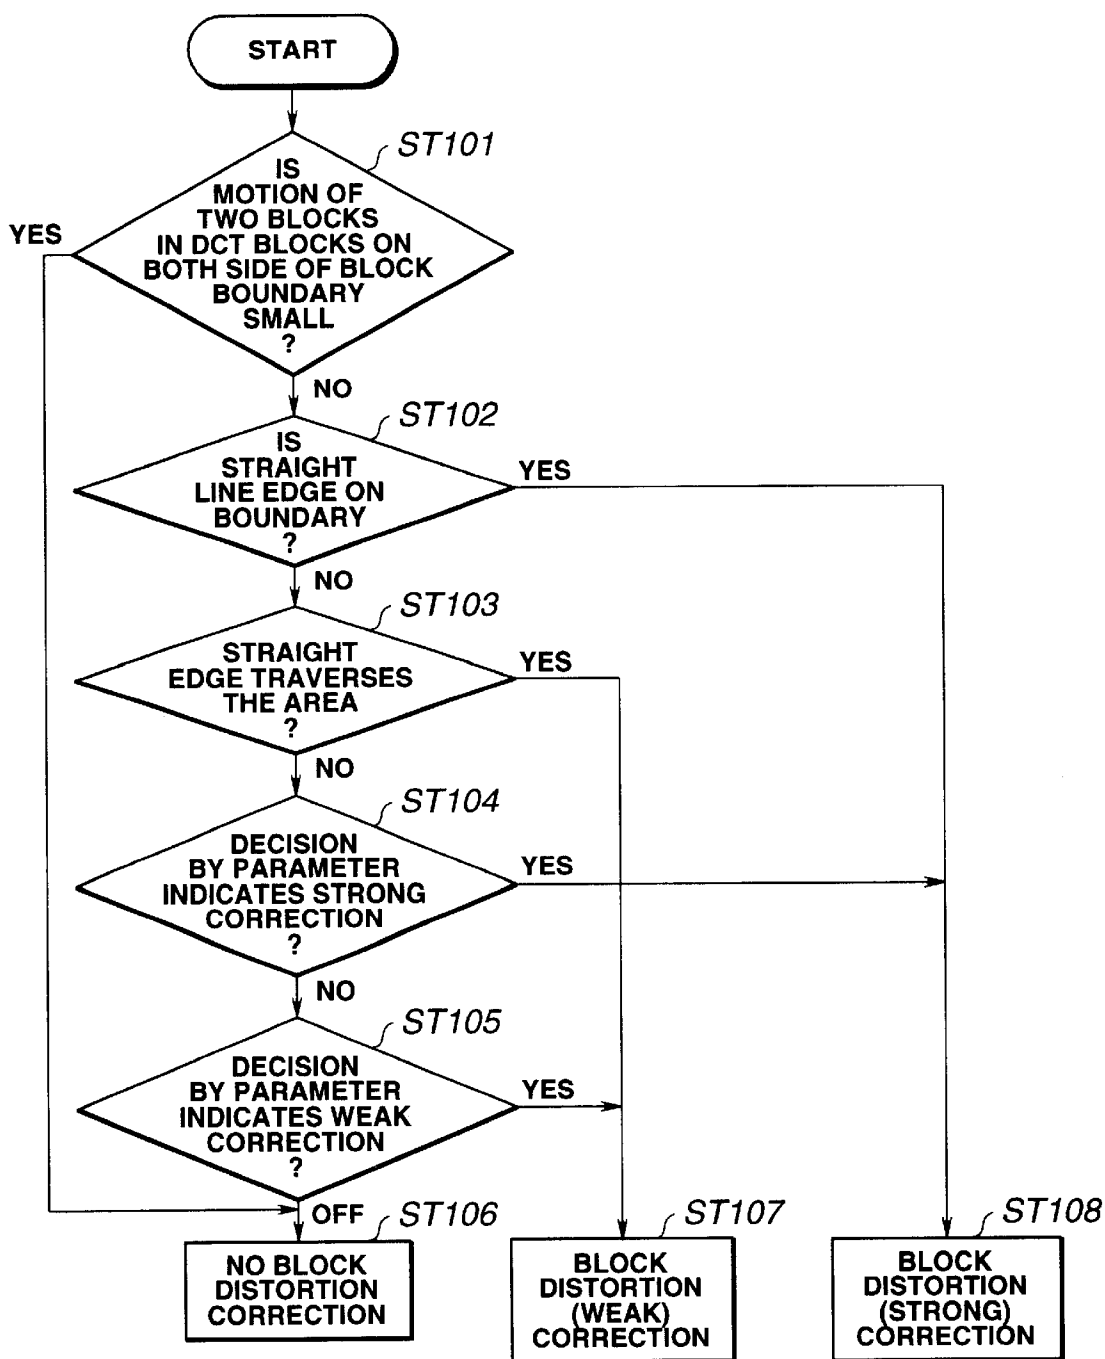 START
ST101
IS
MOTION OF
TWO BLOCKS
IN DCT BLOCKS ON
BOTH SIDE OF BLOCK
BOUNDARY
SMALL
?
YES
NO
ST102
IS
STRAIGHT
LINE EDGE ON
BOUNDARY
?
YES
NO
ST103
STRAIGHT
EDGE TRAVERSES
THE AREA
?
YES
NO
ST104
DECISION
BY PARAMETER
INDICATES STRONG
CORRECTION
?
YES
NO
ST105
DECISION
BY PARAMETER
INDICATES WEAK
CORRECTION
?
YES
OFF
ST106
NO BLOCK
DISTORTION
CORRECTION
ST107
BLOCK
DISTORTION
(WEAK)
CORRECTION
ST108
BLOCK
DISTORTION
(STRONG)
CORRECTION